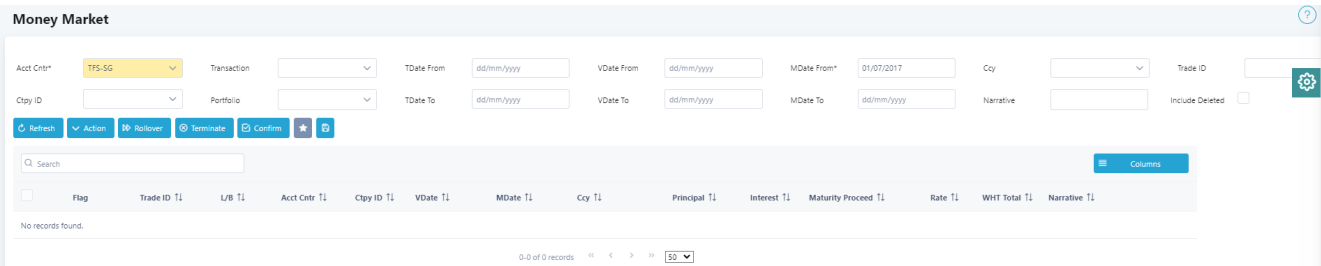 Money Market
?
Acct Cntr* TFS-SG Transaction TDate From dd/mm/yyyy VDate From dd/mm/yyyy MDate From* 01/07/2017 Ccy Trade ID
Ctpy ID Portfolio TDate To dd/mm/yyyy VDate To dd/mm/yyyy MDate To dd/mm/yyyy Narrative Include Deleted
Refresh Action Rollover Terminate Confirm
Search Columns
Flag Trade ID L/B Acct Cntr Ctpy ID VDate MDate Ccy Principal Interest Maturity Proceed Rate WHT Total Narrative
No records found.
0-0 of 0 records 50